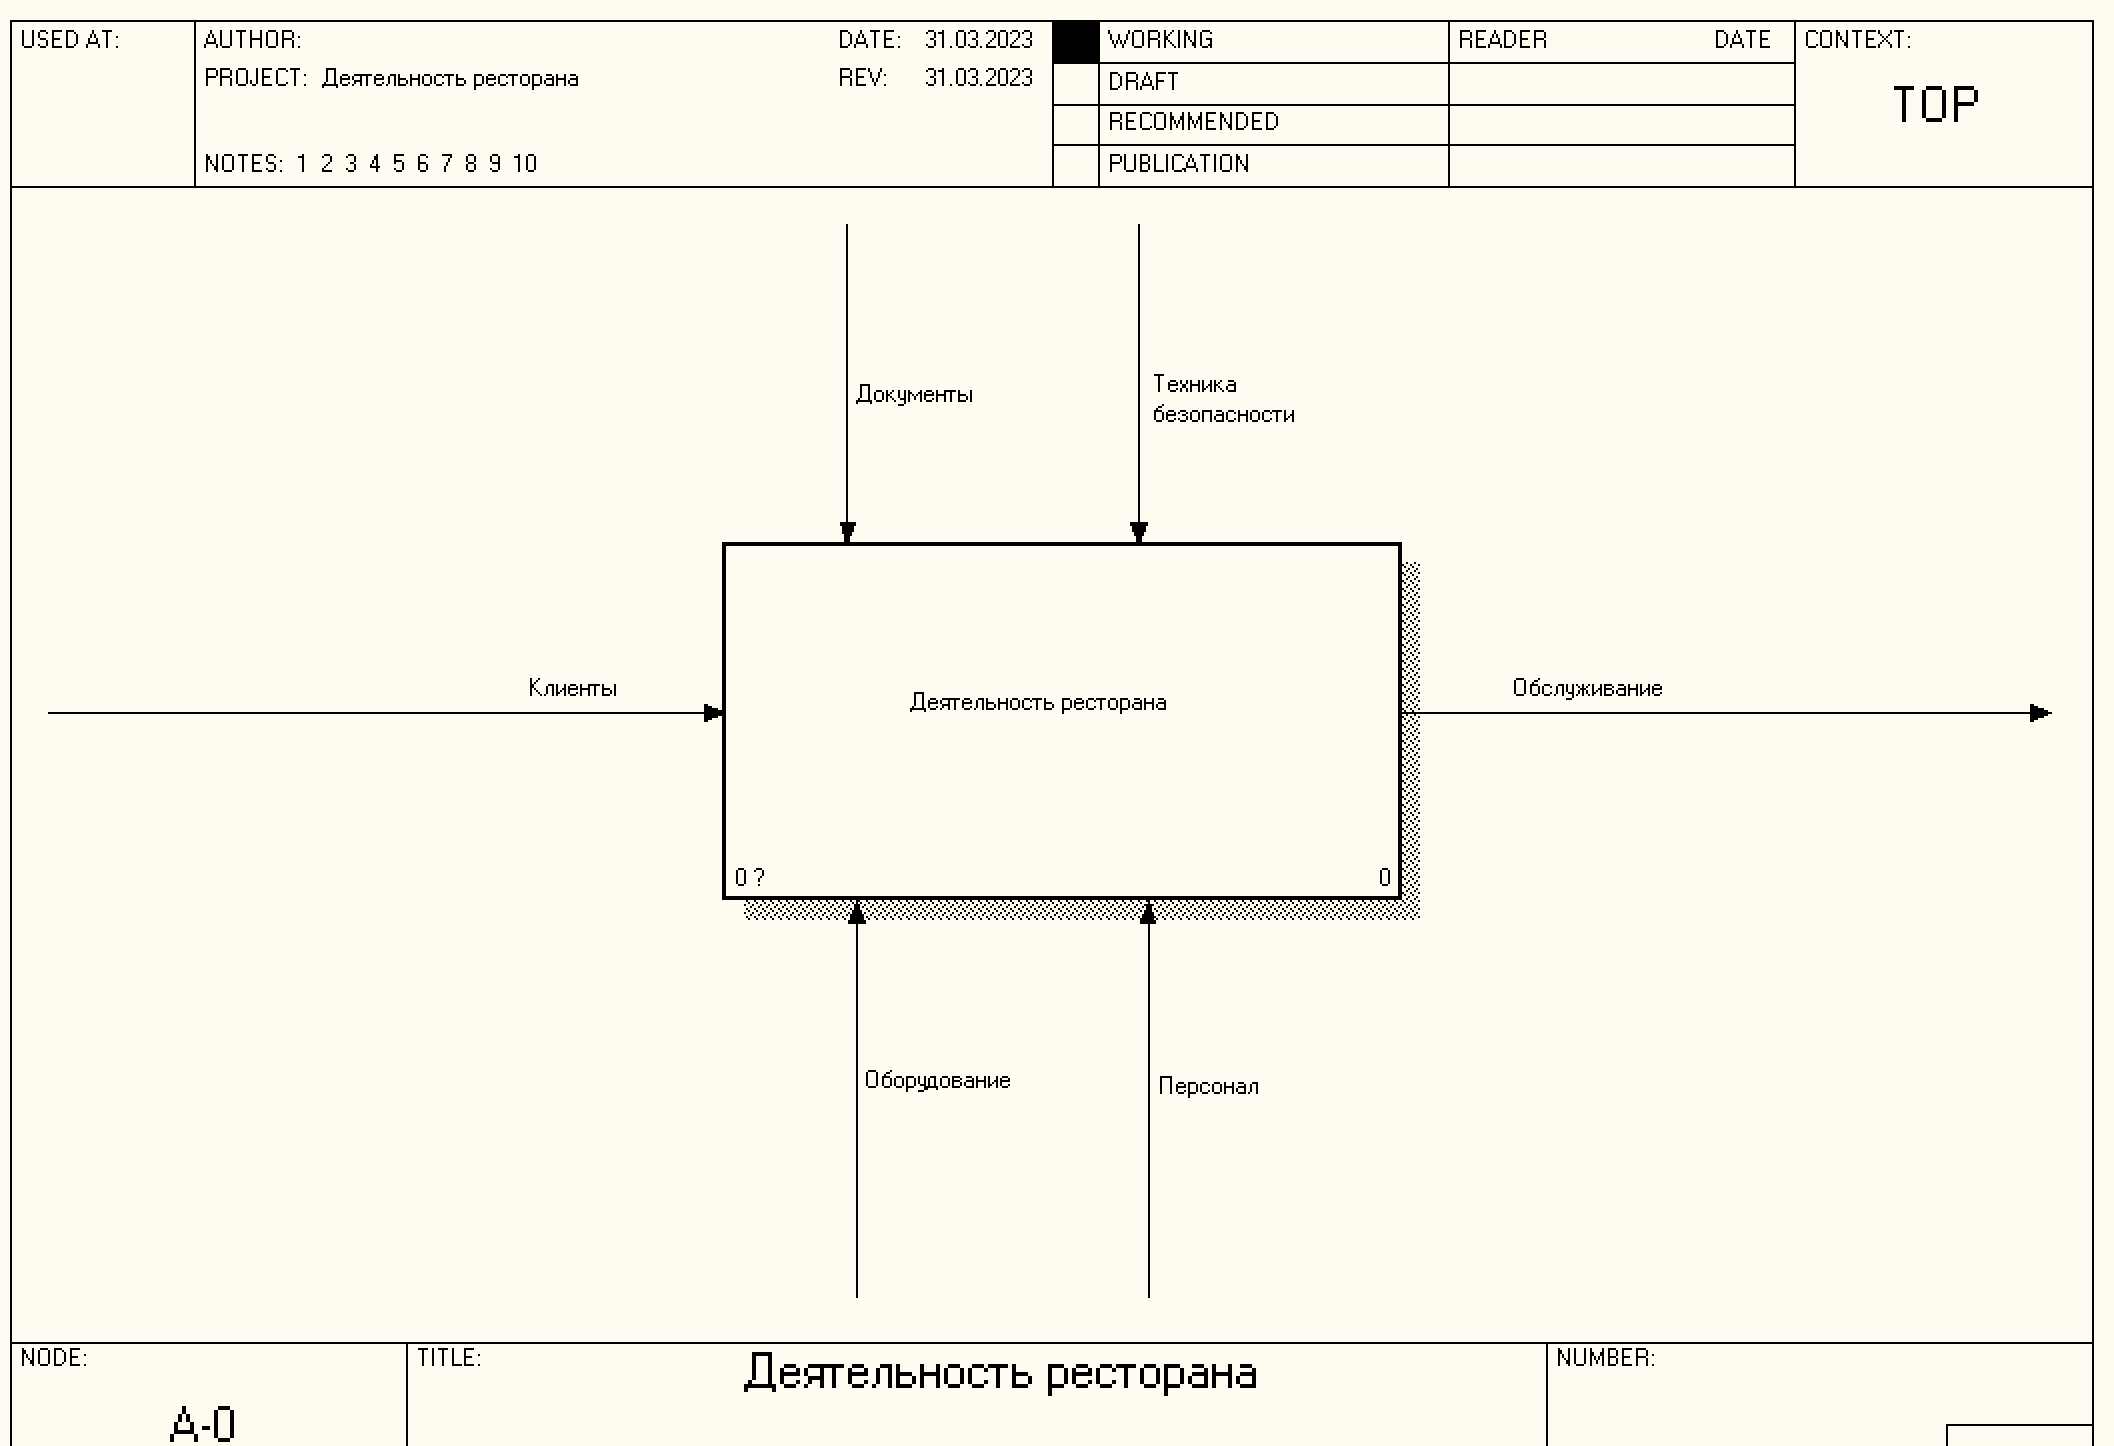 USED AT:
AUTHOR:
DATE: 31.03.2023
PROJECT: Деятельность ресторана
REV: 31.03.2023
NOTES: 1 2 3 4 5 6 7 8 9 10
WORKING
DRAFT
RECOMMENDED
PUBLICATION
READER
DATE
CONTEXT:
TOP
Документы
Техника
безопасности
Клиенты
Деятельность ресторана
Обслуживание
0 ?
0
Оборудование
Персонал
NODE:
A-0
TITLE:
Деятельность ресторана
NUMBER: